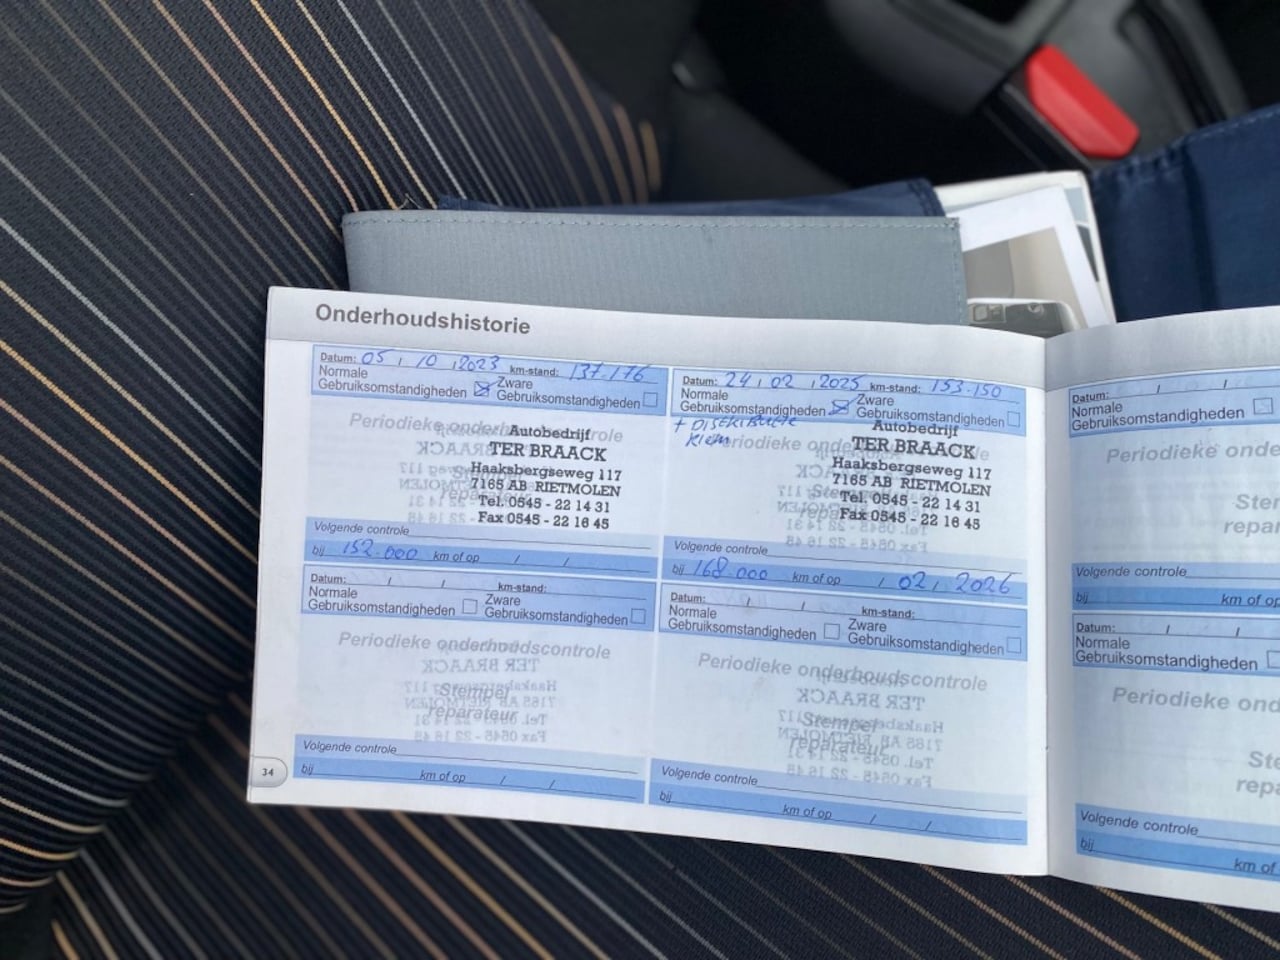 Onderhoudshistorie
Datum: 05 / 10 / 2023 km-stand: 137.176
Normale
Gebruiksomstandigheden
Zware
Gebruiksomstandigheden
Periodieke onderhoudscontrole
Autobedrijf
TER BRAACK
Haaksbergseweg 117
7165 AB RIETMOLEN
Tel. 0545 - 22 14 31
Fax 0545 - 22 16 45
Volgende controle
bij 152.000 km of op / /
Datum: 24 / 02 / 2025 km-stand: 153.150
Normale
Gebruiksomstandigheden
Zware
Gebruiksomstandigheden
+ DISTRIBUTIE
Riem
Periodieke onderhoudscontrole
Autobedrijf
TER BRAACK
Haaksbergseweg 117
7165 AB RIETMOLEN
Tel. 0545 - 22 14 31
Fax 0545 - 22 16 45
Volgende controle
bij 168.000 km of op / 02 / 2026
Datum: / / km-stand:
Normale
Gebruiksomstandigheden
Zware
Gebruiksomstandigheden
Periodieke onderhoudscontrole
Stempel
reparateur
Volgende controle
bij km of op / /
Datum: / / km-stand:
Normale
Gebruiksomstandigheden
Zware
Gebruiksomstandigheden
Periodieke onderhoudscontrole
Stempel
reparateur
Volgende controle
bij km of op / /
34
Datum: / /
Normale
Gebruiksomstandigheden
Periodieke ond
Ster
repar
Volgende controle
bij km of op
Datum: / /
Normale
Gebruiksomstandigheden
Periodieke ond
Ste
repa
Volgende controle
bij km of